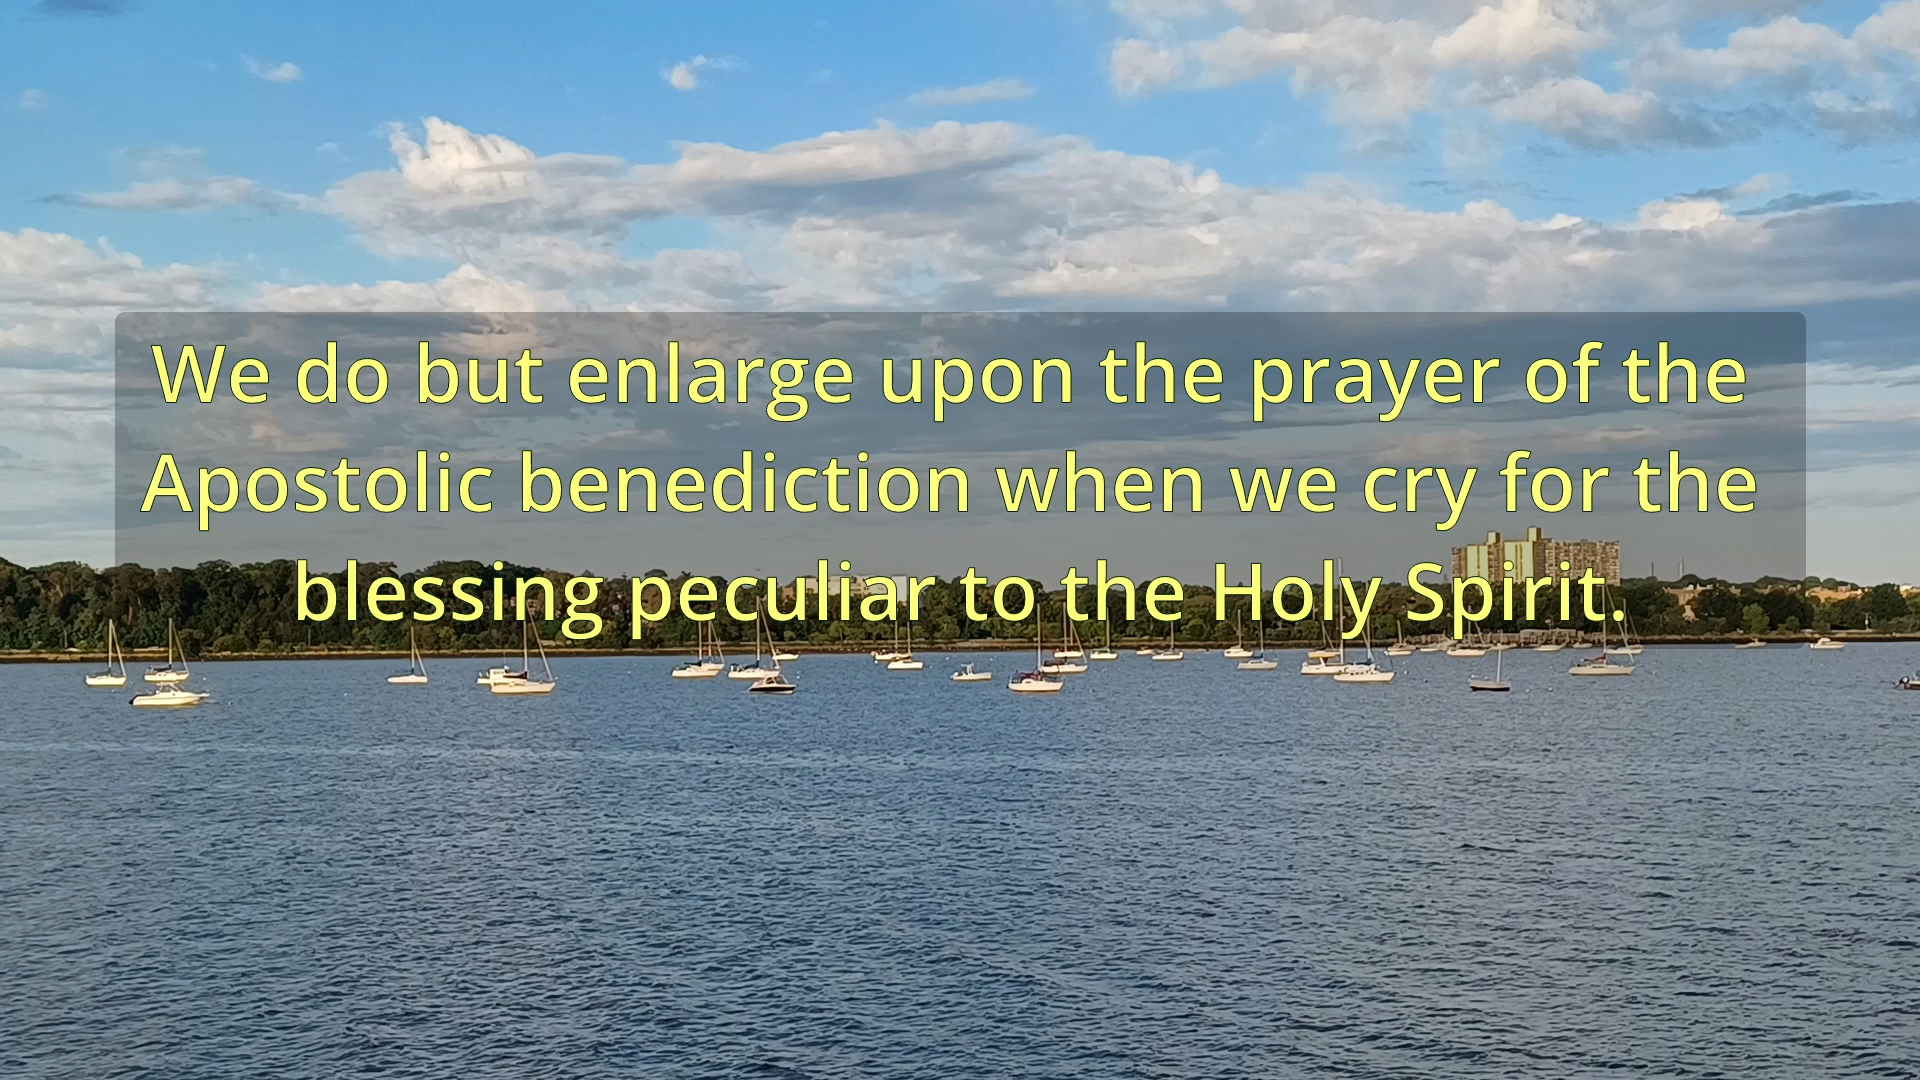 We do but enlarge upon the prayer of the
Apostolic benediction when we cry for the
blessing peculiar to the Holy Spirit.